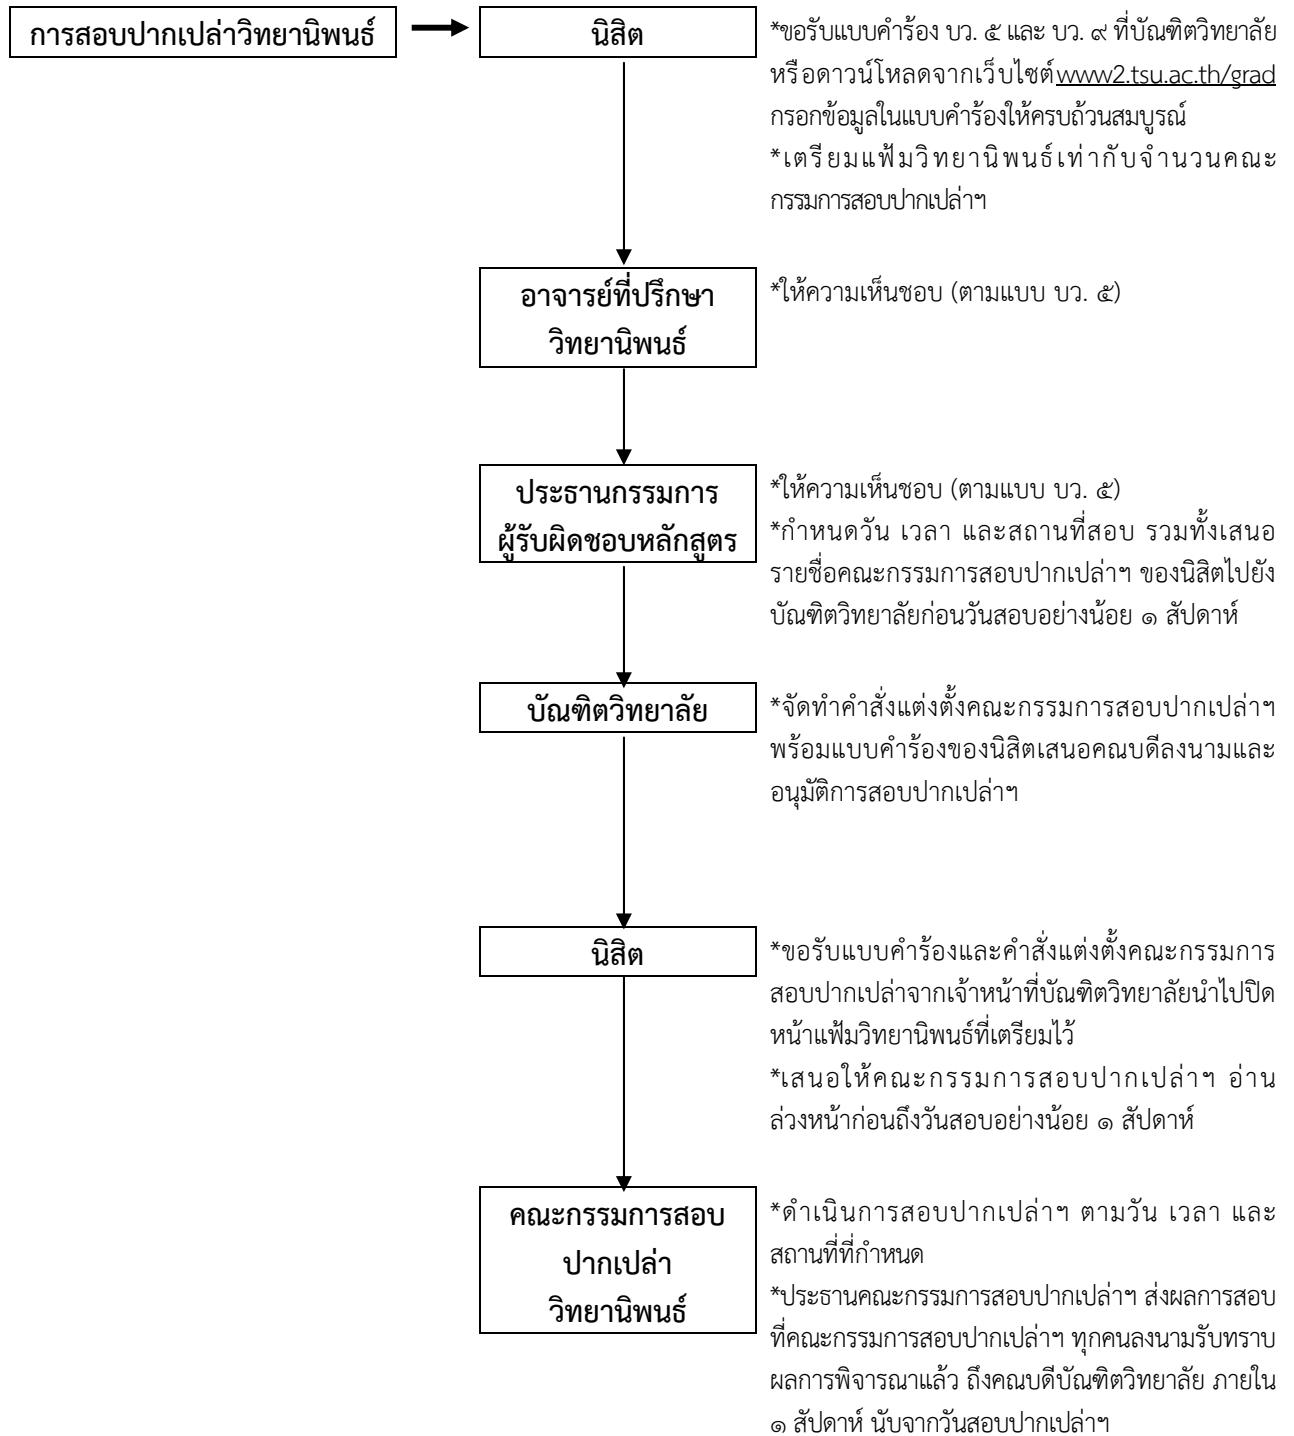 การสอบปากเปล่าวิทยานิพนธ์
นิสิต
*ขอรับแบบคำร้อง บว. ๕ และ บว. ๙ ที่บัณฑิตวิทยาลัย
หรือดาวน์โหลดจากเว็บไซต์www2.tsu.ac.th/grad
กรอกข้อมูลในแบบคำร้องให้ครบถ้วนสมบูรณ์
*เตรียมแฟ้มวิทยานิพนธ์เท่ากับจำนวนคณะ
กรรมการสอบปากเปล่าฯ
อาจารย์ที่ปรึกษา
วิทยานิพนธ์
*ให้ความเห็นชอบ (ตามแบบ บว. ๕)
ประธานกรรมการ
ผู้รับผิดชอบหลักสูตร
*ให้ความเห็นชอบ (ตามแบบ บว. ๕)
*กำหนดวัน เวลา และสถานที่สอบ รวมทั้งเสนอ
รายชื่อคณะกรรมการสอบปากเปล่าฯ ของนิสิตไปยัง
บัณฑิตวิทยาลัยก่อนวันสอบอย่างน้อย ๑ สัปดาห์
บัณฑิตวิทยาลัย
*จัดทำคำสั่งแต่งตั้งคณะกรรมการสอบปากเปล่าฯ
พร้อมแบบคำร้องของนิสิตเสนอคณบดีลงนามและ
อนุมัติการสอบปากเปล่าฯ
นิสิต
*ขอรับแบบคำร้องและคำสั่งแต่งตั้งคณะกรรมการ
สอบปากเปล่าจากเจ้าหน้าที่บัณฑิตวิทยาลัยนำไปปิด
หน้าแฟ้มวิทยานิพนธ์ที่เตรียมไว้
*เสนอให้คณะกรรมการสอบปากเปล่าฯ อ่าน
ล่วงหน้าก่อนถึงวันสอบอย่างน้อย ๑ สัปดาห์
คณะกรรมการสอบ
ปากเปล่า
วิทยานิพนธ์
*ดำเนินการสอบปากเปล่าฯ ตามวัน เวลา และ
สถานที่ที่กำหนด
*ประธานคณะกรรมการสอบปากเปล่าฯ ส่งผลการสอบ
ที่คณะกรรมการสอบปากเปล่าฯ ทุกคนลงนามรับทราบ
ผลการพิจารณาแล้ว ถึงคณบดีบัณฑิตวิทยาลัย ภายใน
๑ สัปดาห์ นับจากวันสอบปากเปล่าฯ